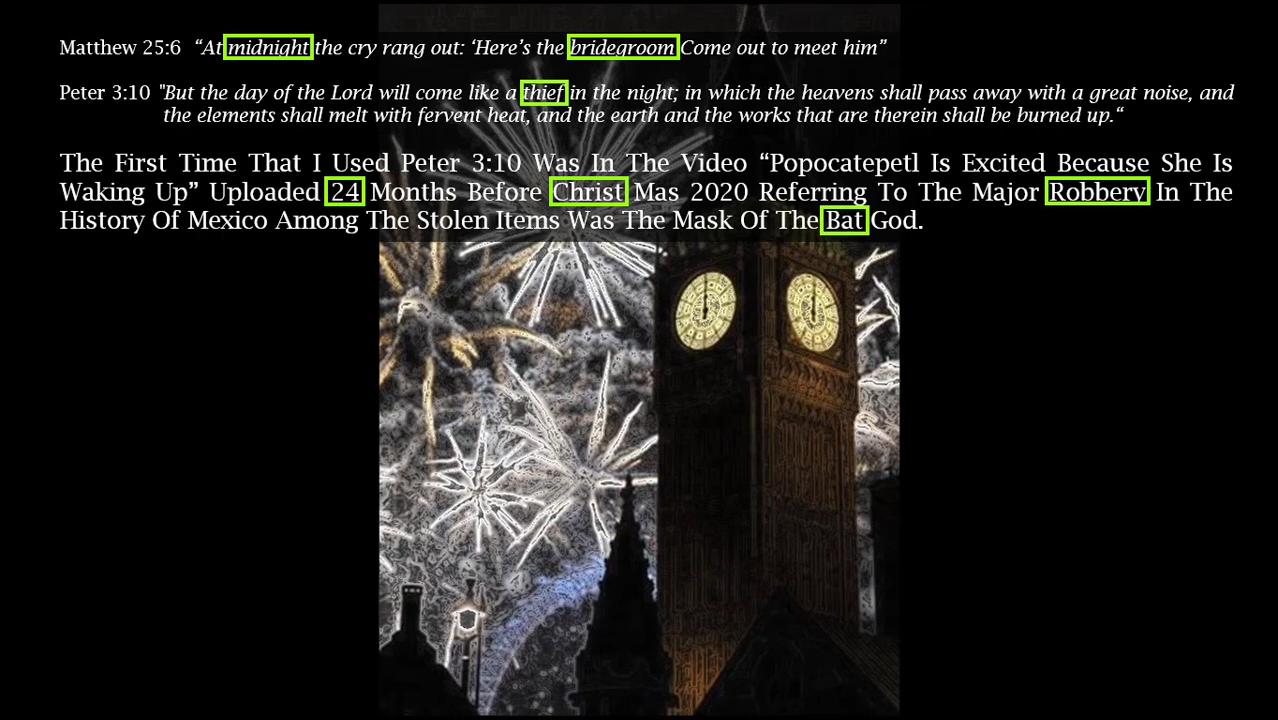 Matthew 25:6 “At midnight the cry rang out: ‘Here’s the bridegroom Come out to meet him”
Peter 3:10 "But the day of the Lord will come like a thief in the night; in which the heavens shall pass away with a great noise, and
the elements shall melt with fervent heat, and the earth and the works that are therein shall be burned up.“
The First Time That I Used Peter 3:10 Was In The Video “Popocatepetl Is Excited Because She Is
Waking Up” Uploaded 24 Months Before Christ Mas 2020 Referring To The Major Robbery In The
History Of Mexico Among The Stolen Items Was The Mask Of The Bat God.